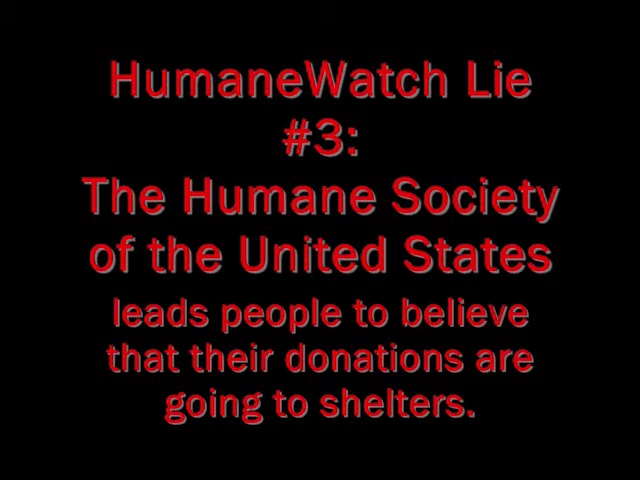 HumaneWatch Lie
#3:
The Humane Society
of the United States
leads people to believe
that their donations are
going to shelters.